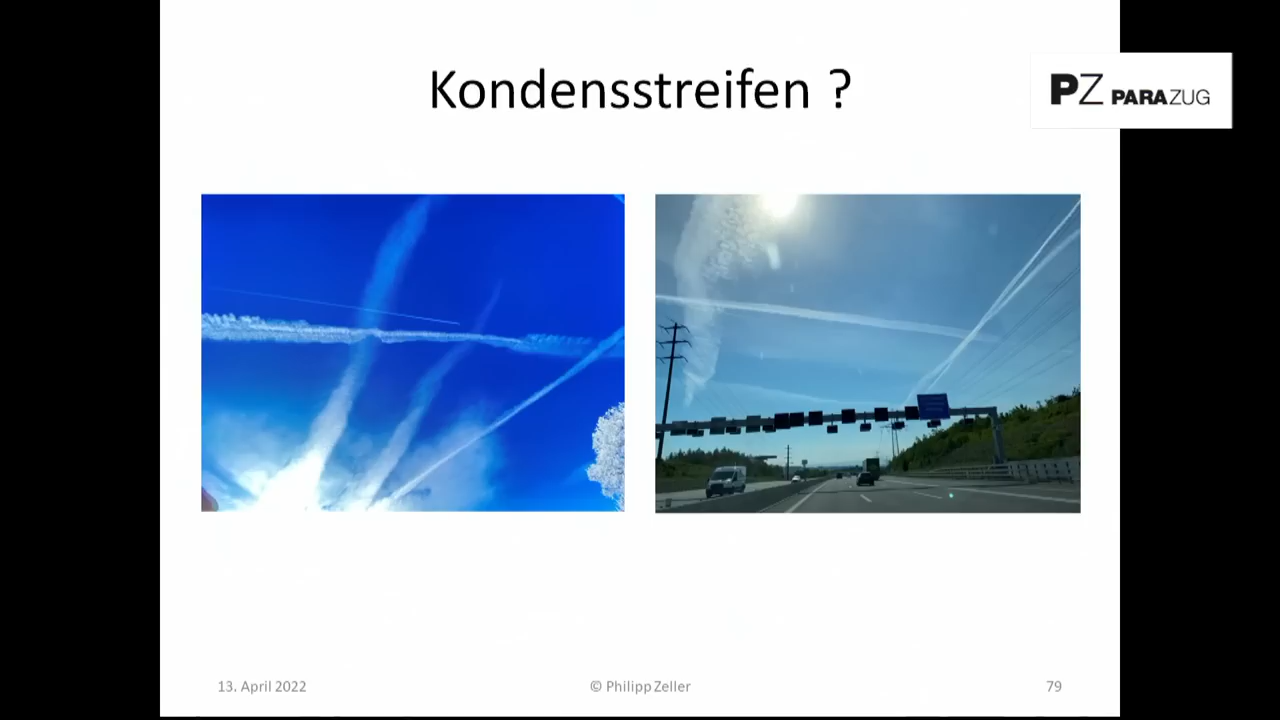 Kondensstreifen ?
PZ PARAZUG
13. April 2022
© Philipp Zeller
79